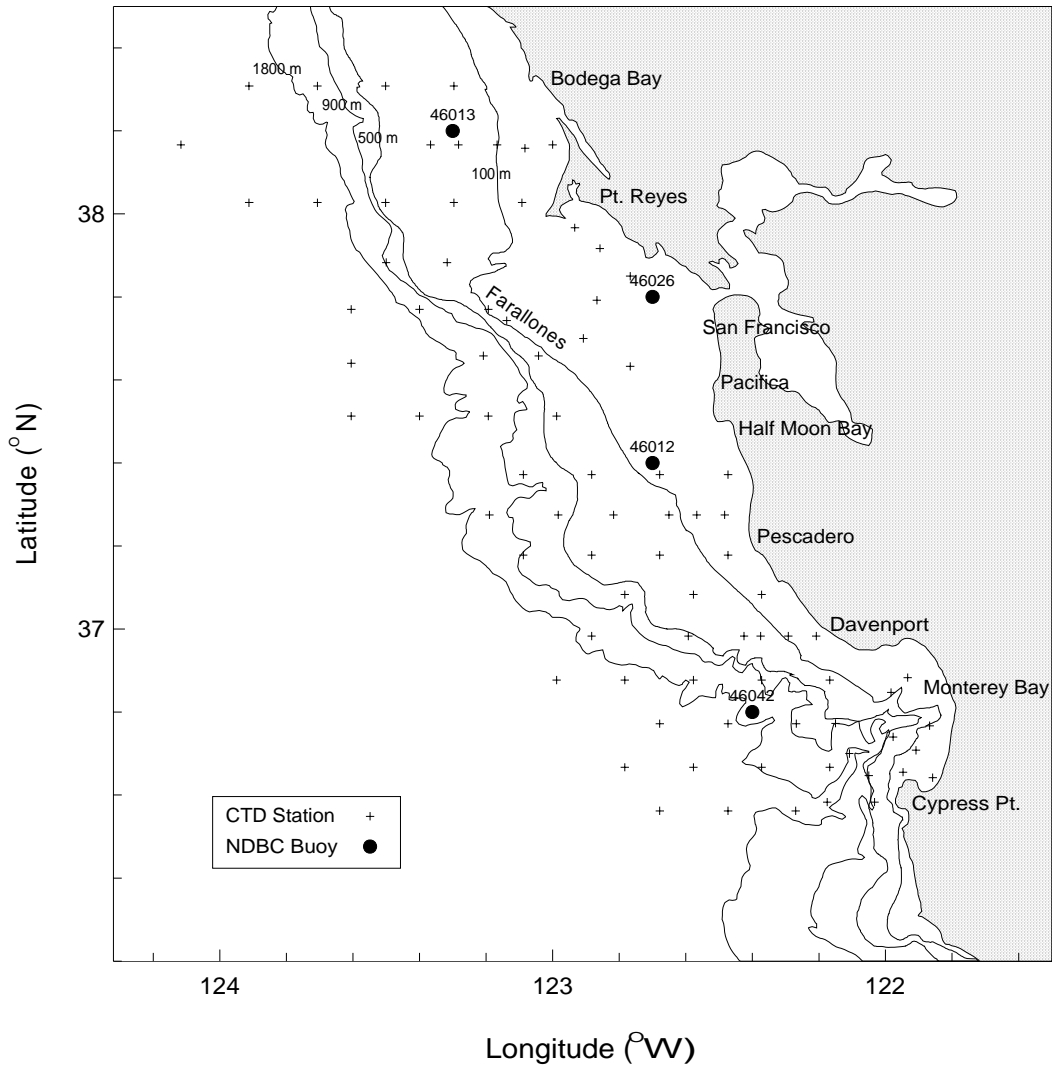 Bodega Bay
1800 m
900 m
46013
500 m
100 m
Pt. Reyes
38
46026
Farallones
San Francisco
Pacifica
Half Moon Bay
46012
Latitude (° N)
Pescadero
37
Davenport
Monterey Bay
46042
Cypress Pt.
CTD Station +
NDBC Buoy ●
124
123
122
Longitude (°W)